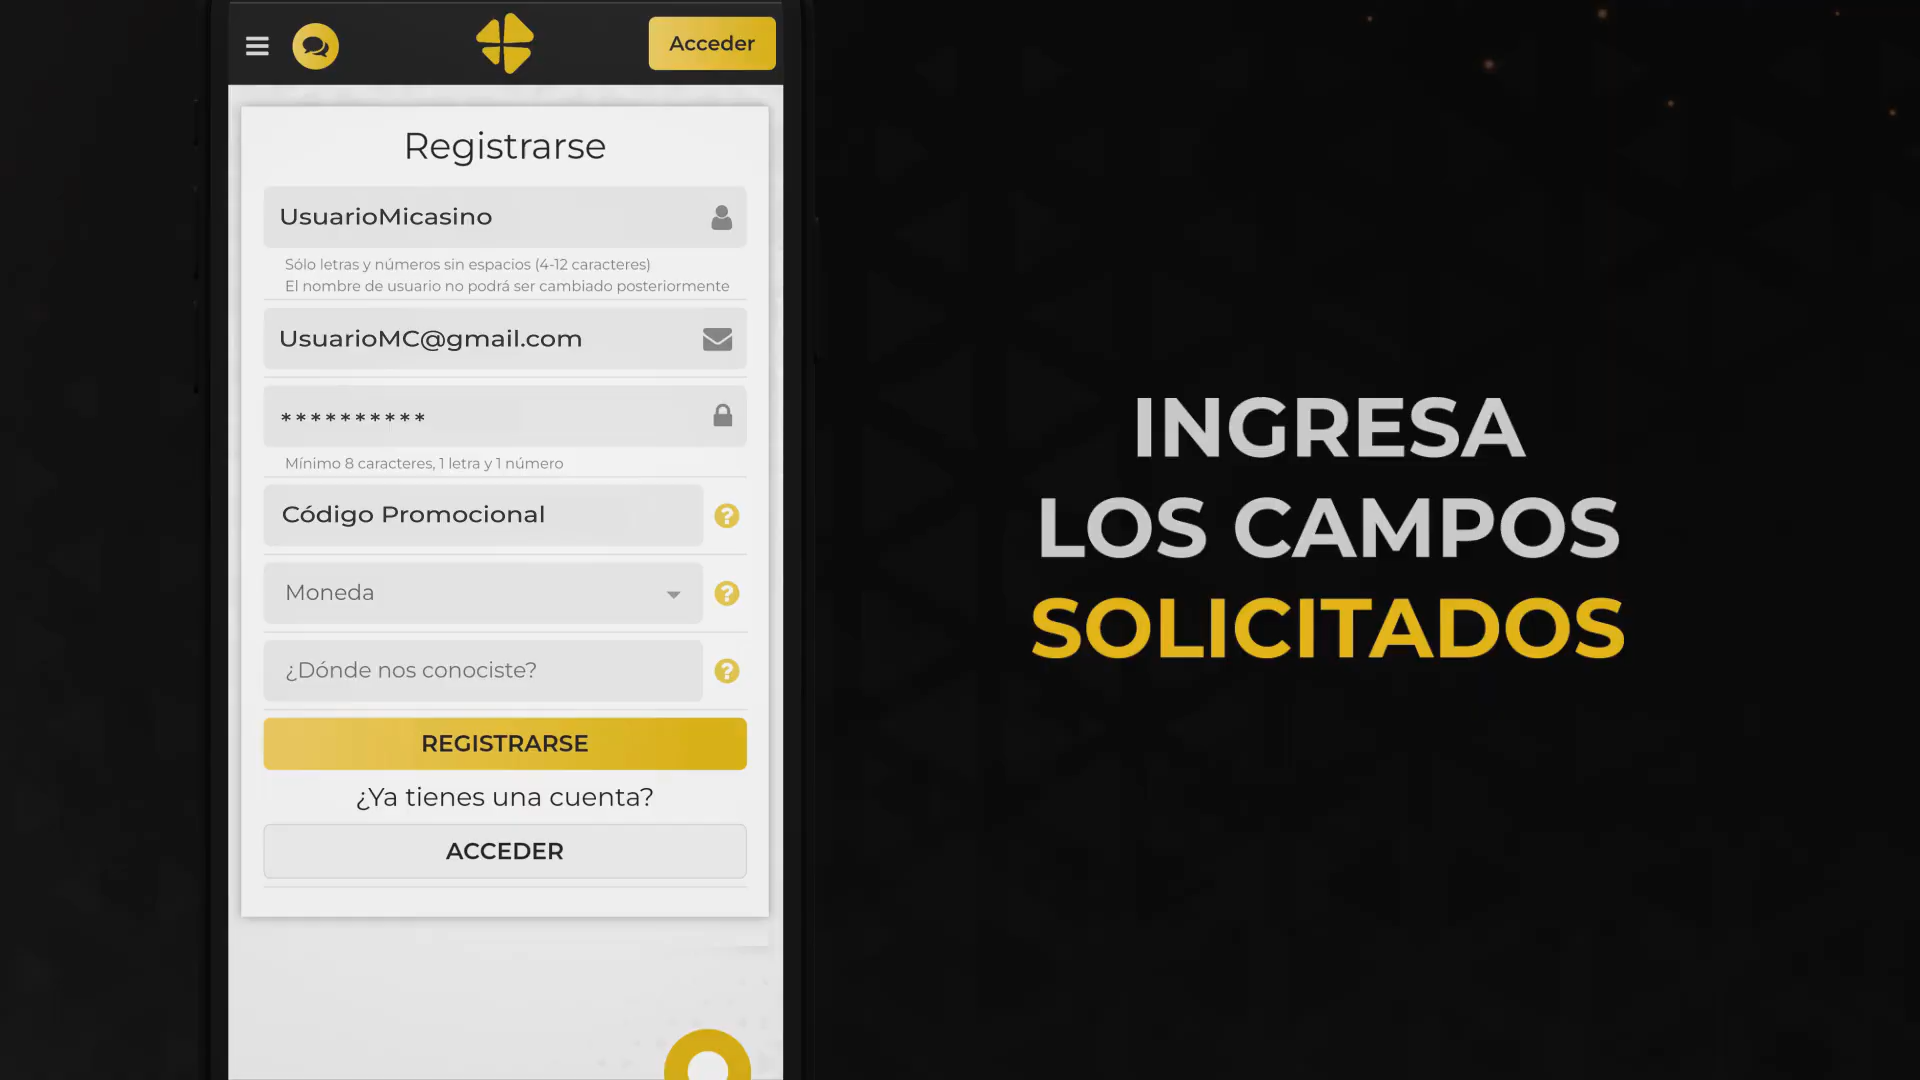 Acceder
Registrarse
UsuarioMicasino
Sólo letras y números sin espacios (4-12 caracteres)
El nombre de usuario no podrá ser cambiado posteriormente
UsuarioMC@gmail.com
**********
Mínimo 8 caracteres, 1 letra y 1 número
Código Promocional
?
Moneda
?
¿Dónde nos conociste?
?
REGISTRARSE
¿Ya tienes una cuenta?
ACCEDER
INGRESA
LOS CAMPOS
SOLICITADOS